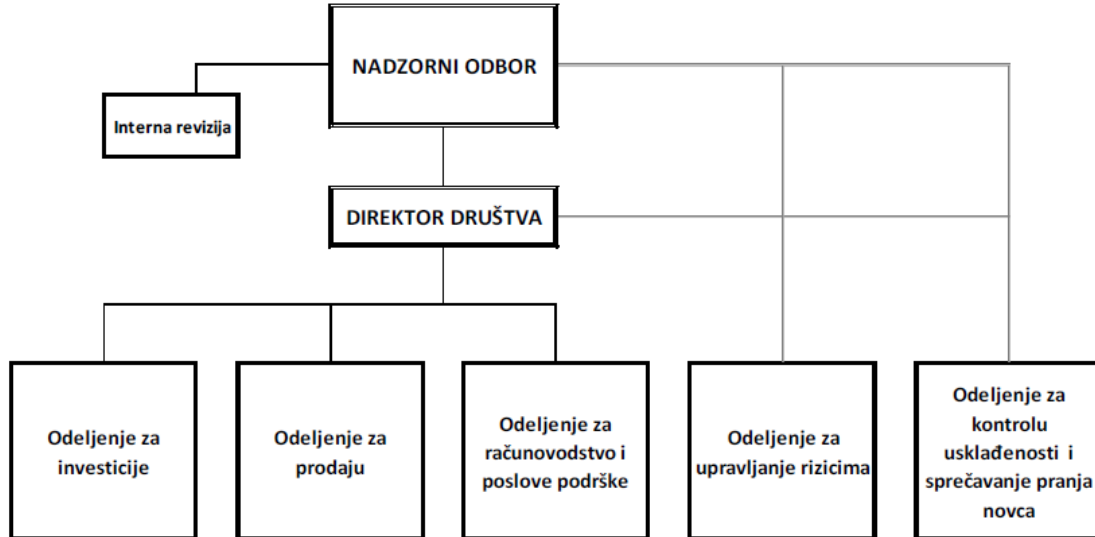 NADZORNI ODBOR
Interna revizija
DIREKTOR DRUŠTVA
Odeljenje za
investicije
Odeljenje za
prodaju
Odeljenje za
računovodstvo i
poslove podrške
Odeljenje za
upravljanje rizicima
Odeljenje za
kontrolu
usklađenosti i
sprečavanje pranja
novca